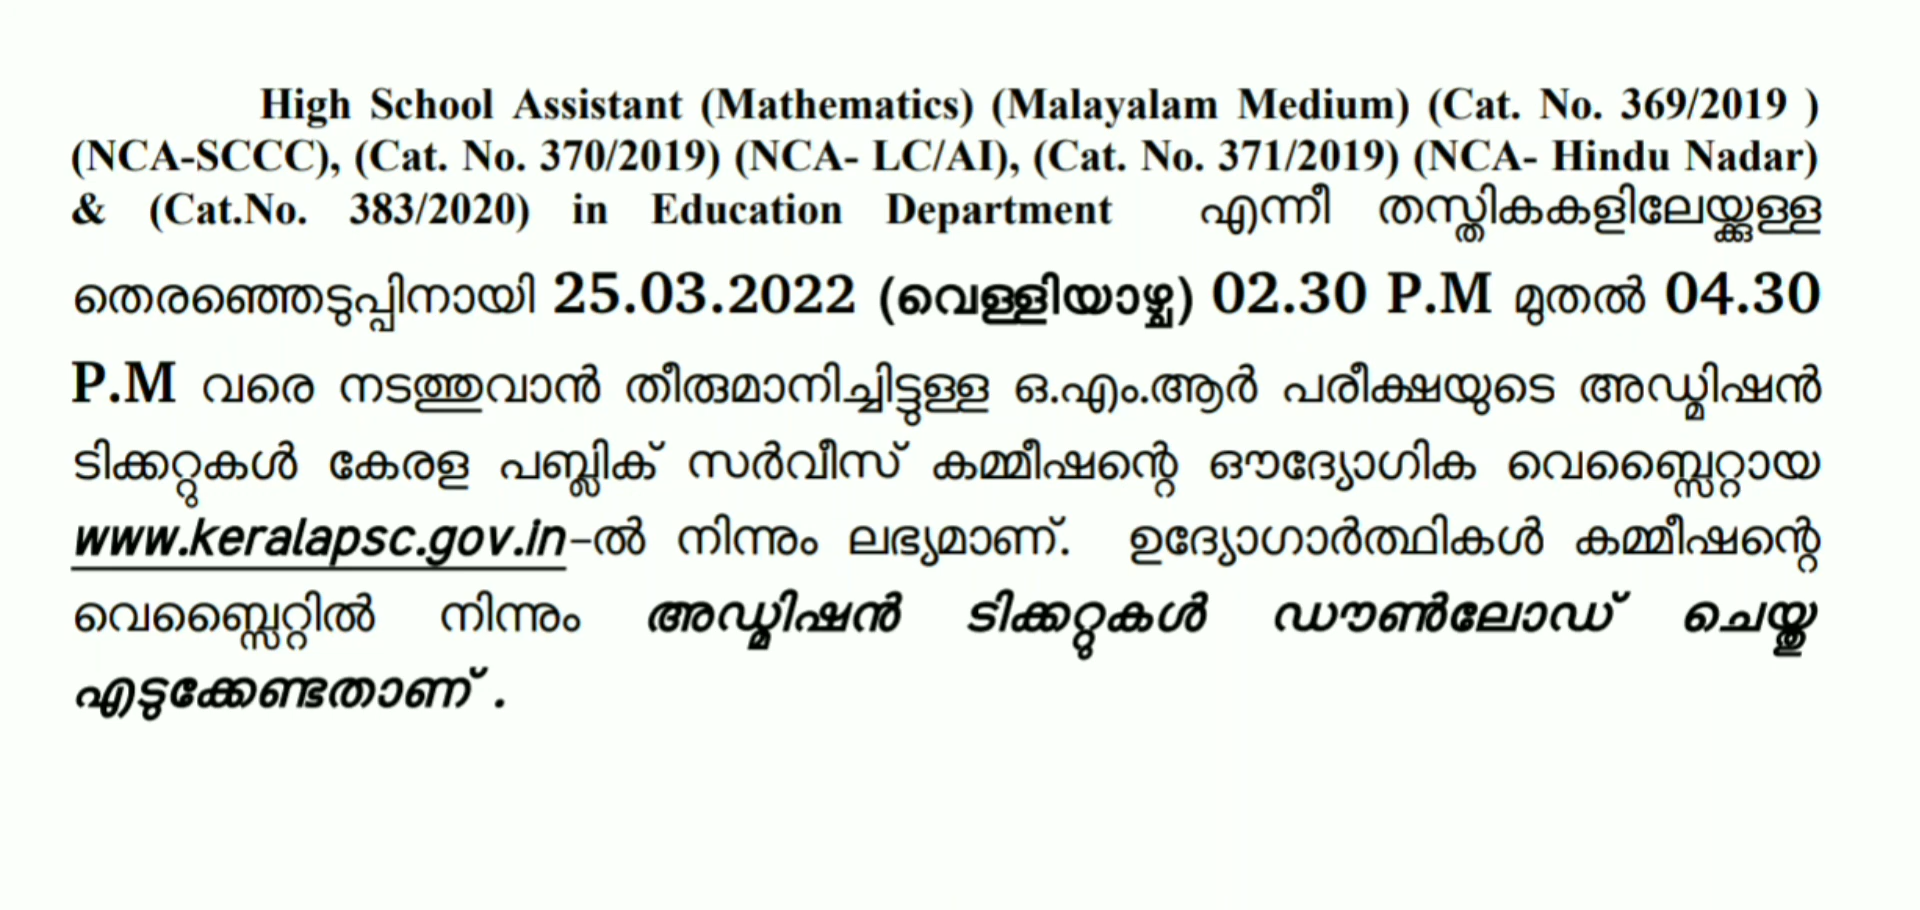 High School Assistant (Mathematics) (Malayalam Medium) (Cat. No. 369/2019 )
(NCA-SCCC), (Cat. No. 370/2019) (NCA- LC/AI), (Cat. No. 371/2019) (NCA- Hindu Nadar)
& (Cat.No. 383/2020) in Education Department എന്നീ തസ്തികകളിലേയ്ക്കുള്ള
തെരഞ്ഞെടുപ്പിനായി 25.03.2022 (വെള്ളിയാഴ്ച) 02.30 P.M മുതൽ 04.30
P.M വരെ നടത്തുവാൻ തീരുമാനിച്ചിട്ടുള്ള ഒ.എം.ആർ പരീക്ഷയുടെ അഡ്മിഷൻ
ടിക്കറ്റുകൾ കേരള പബ്ലിക് സർവീസ് കമ്മീഷന്റെ ഔദ്യോഗിക വെബ്സൈറ്റായ
www.keralapsc.gov.in-ൽ നിന്നും ലഭ്യമാണ്. ഉദ്യോഗാർത്ഥികൾ കമ്മീഷന്റെ
വെബ്സൈറ്റിൽ നിന്നും അഡ്മിഷൻ ടിക്കറ്റുകൾ ഡൗൺലോഡ് ചെയ്തു
എടുക്കേണ്ടതാണ് .